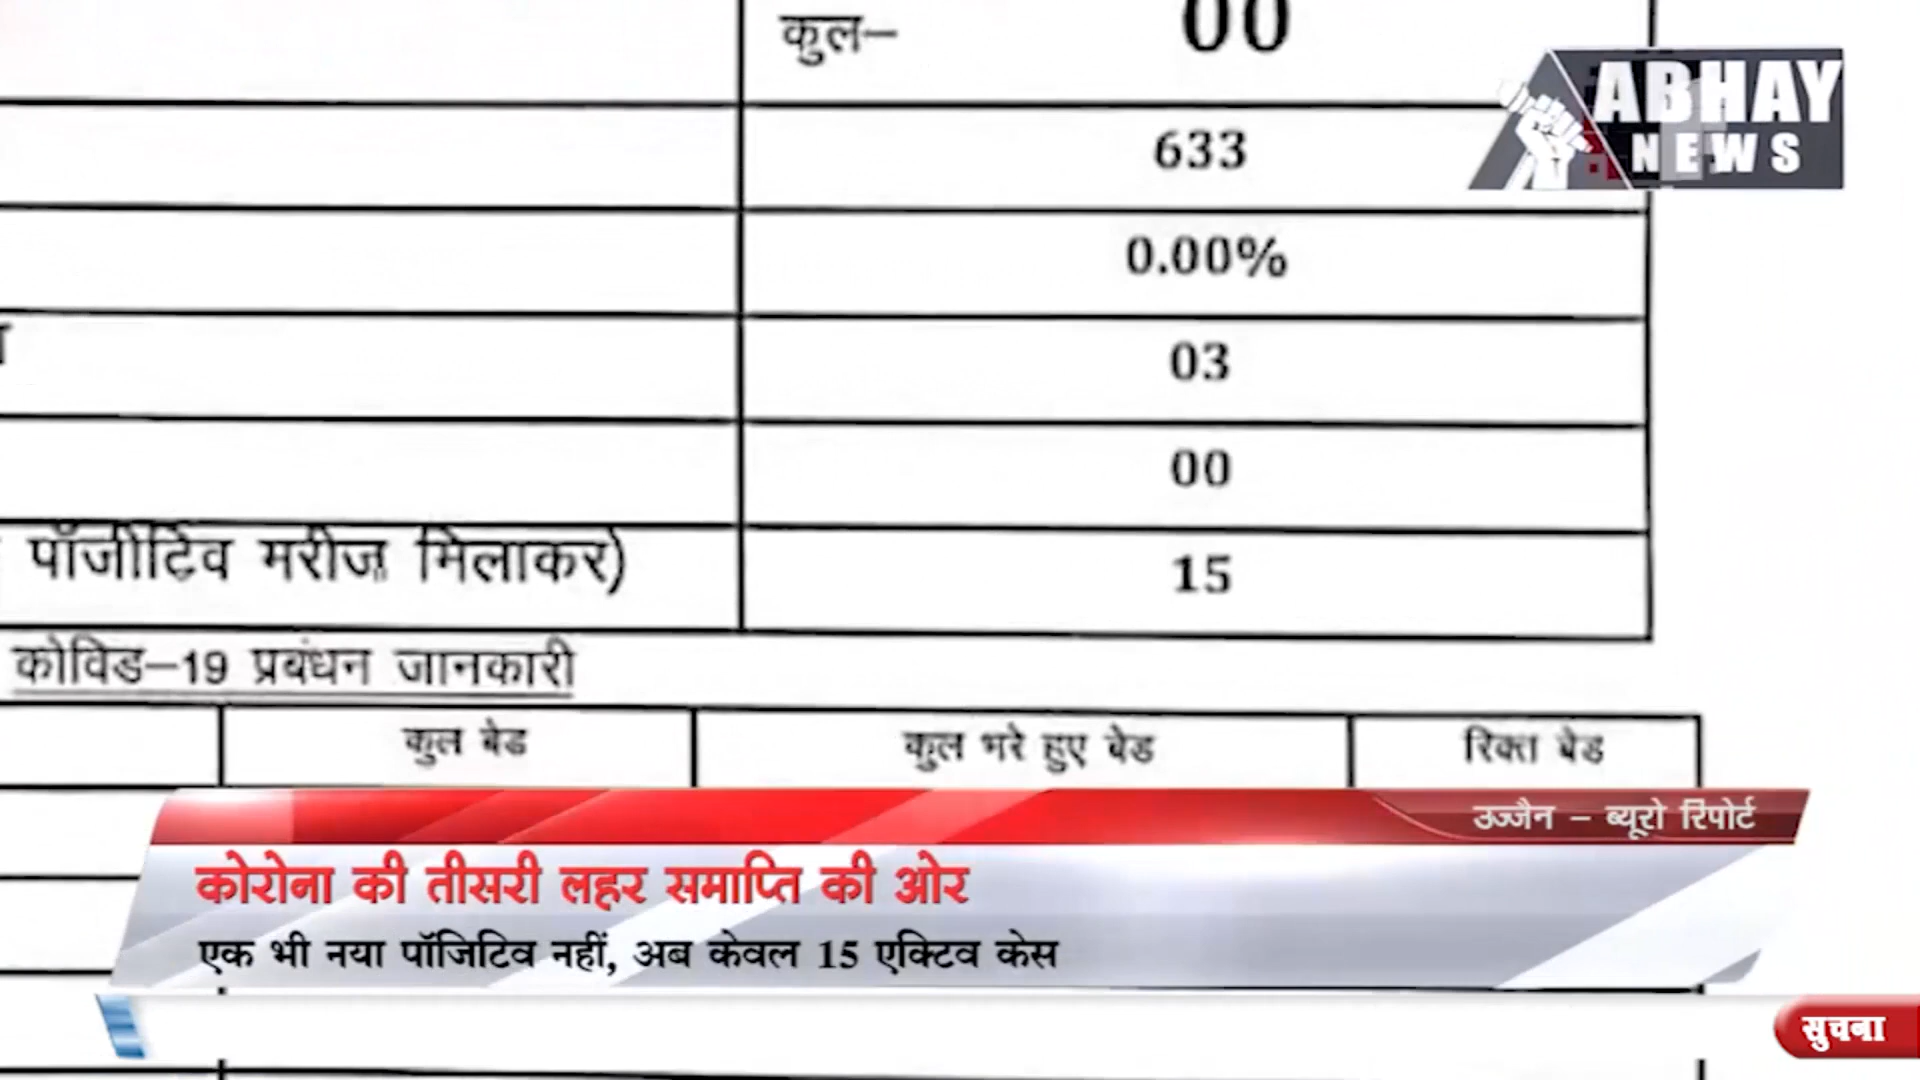 कुल– 00
ABHAY
NEWS
633
0.00%
03
00
पॉजीटिव मरीज मिलाकर) 15
कोविड–19 प्रबंधन जानकारी
कुल बेड कुल भरे हुए बेड रिक्त बेड
उज्जैन – ब्यूरो रिपोर्ट
कोरोना की तीसरी लहर समाप्ति की ओर
एक भी नया पॉजिटिव नहीं, अब केवल 15 एक्टिव केस
सुचना